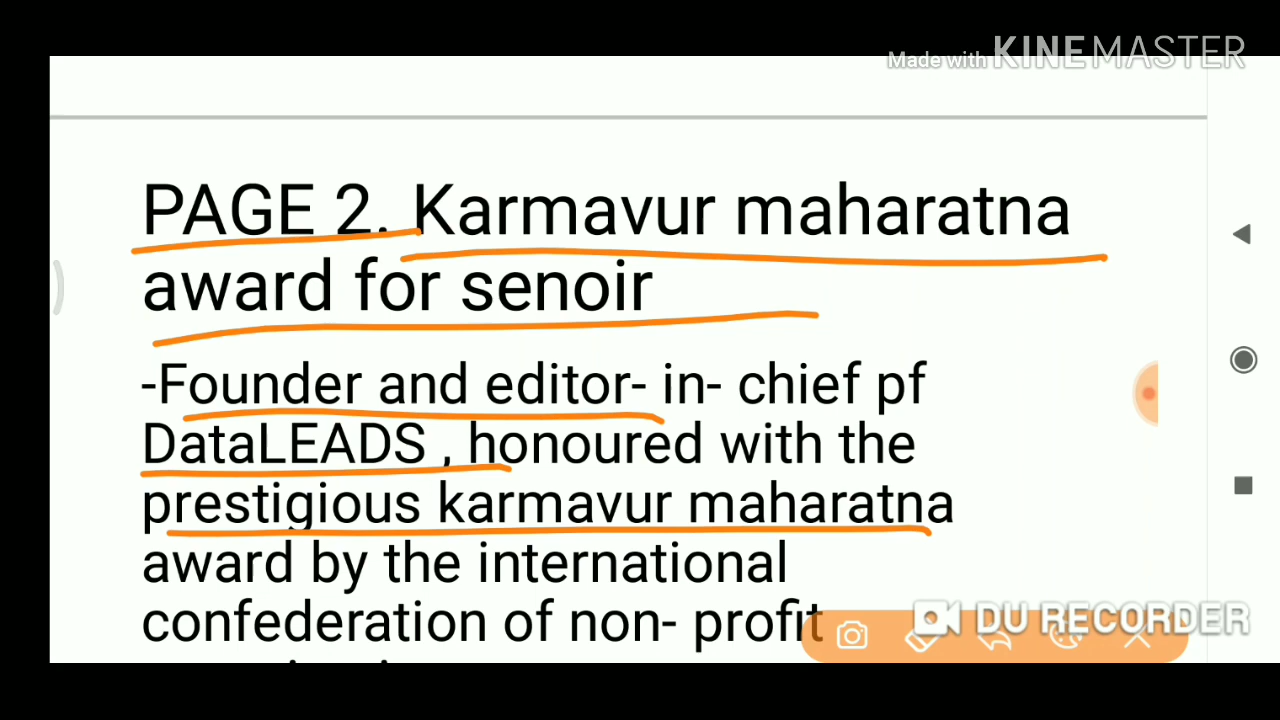 Made with KINEMASTER
PAGE 2. Karmavur maharatna
award for senoir
-Founder and editor- in- chief pf
DataLEADS , honoured with the
prestigious karmavur maharatna
award by the international
confederation of non- profit
DU RECORDER